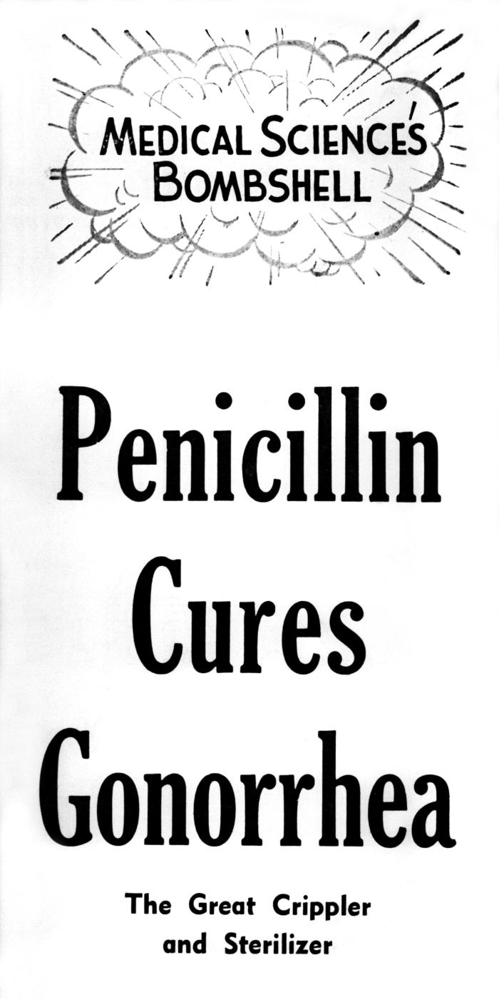 MEDICAL SCIENCE'S
BOMBSHELL
Penicillin
Cures
Gonorrhea
The Great Crippler
and Sterilizer